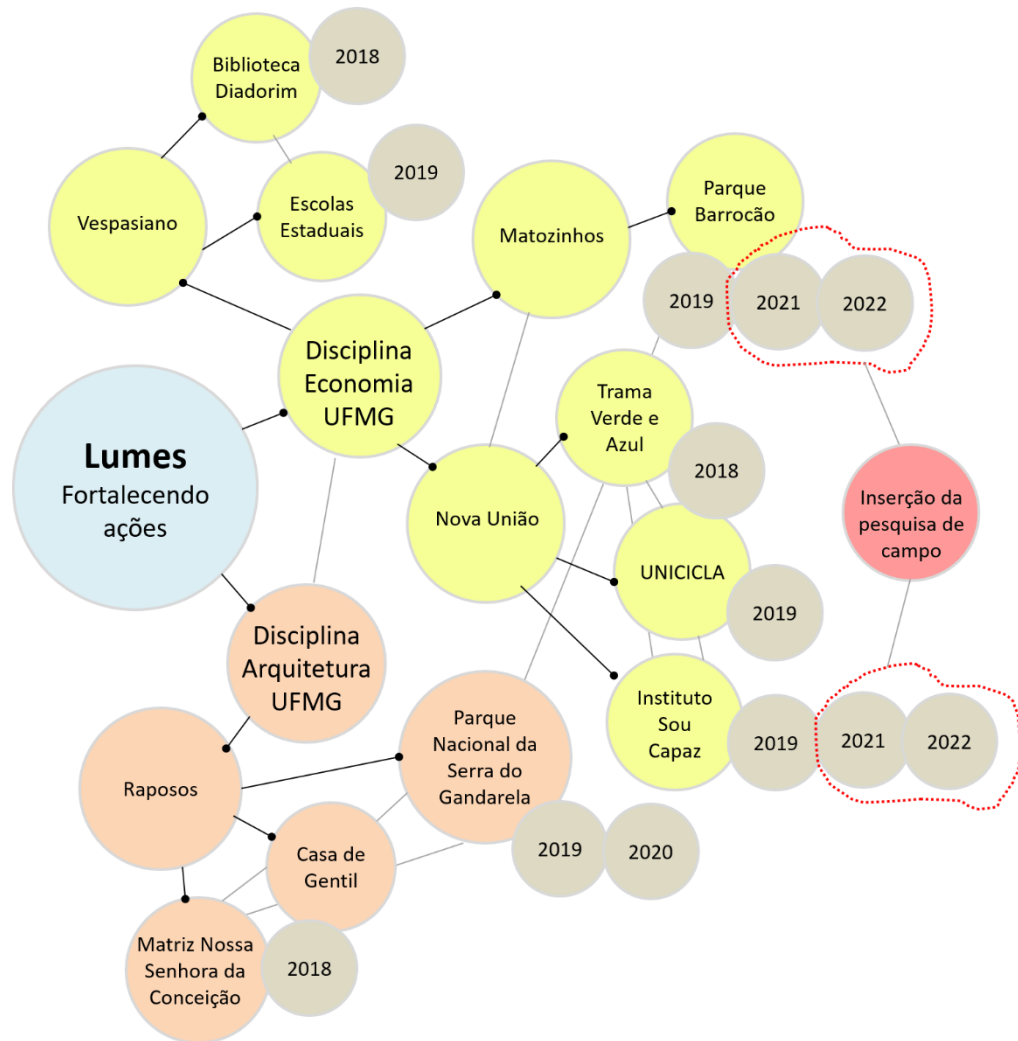 Biblioteca
Diadorim
2018
Vespasiano
Escolas
Estaduais
2019
Matozinhos
Parque
Barrocão
2019
2021
2022
Disciplina
Economia
UFMG
Lumes
Fortalecendo
ações
Trama
Verde e
Azul
2018
Nova União
UNICICLA
2019
Inserção da
pesquisa de
campo
Disciplina
Arquitetura
UFMG
Instituto
Sou
Capaz
2019
2021
2022
Raposos
Parque
Nacional da
Serra do
Gandarela
2019
2020
Casa de
Gentil
Matriz Nossa
Senhora da
Conceição
2018